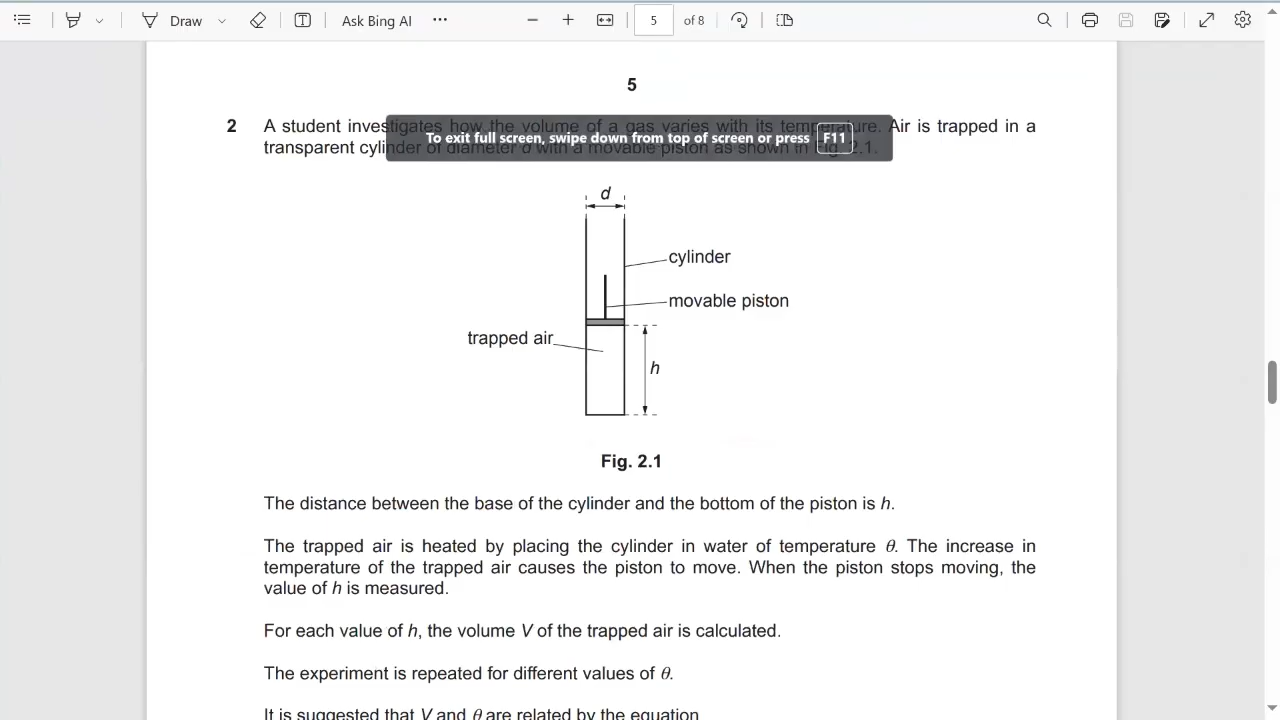 Draw
Ask Bing AI
5
of 8
5
2 A student investigates how the volume of a gas varies with its temperature. Air is trapped in a
transparent cylinder of diameter d with a movable piston as shown in Fig. 2.1.
To exit full screen, swipe down from top of screen or press F11
d
cylinder
movable piston
trapped air
h
Fig. 2.1
The distance between the base of the cylinder and the bottom of the piston is h.
The trapped air is heated by placing the cylinder in water of temperature θ. The increase in
temperature of the trapped air causes the piston to move. When the piston stops moving, the
value of h is measured.
For each value of h, the volume V of the trapped air is calculated.
The experiment is repeated for different values of θ.
It is suggested that V and θ are related by the equation